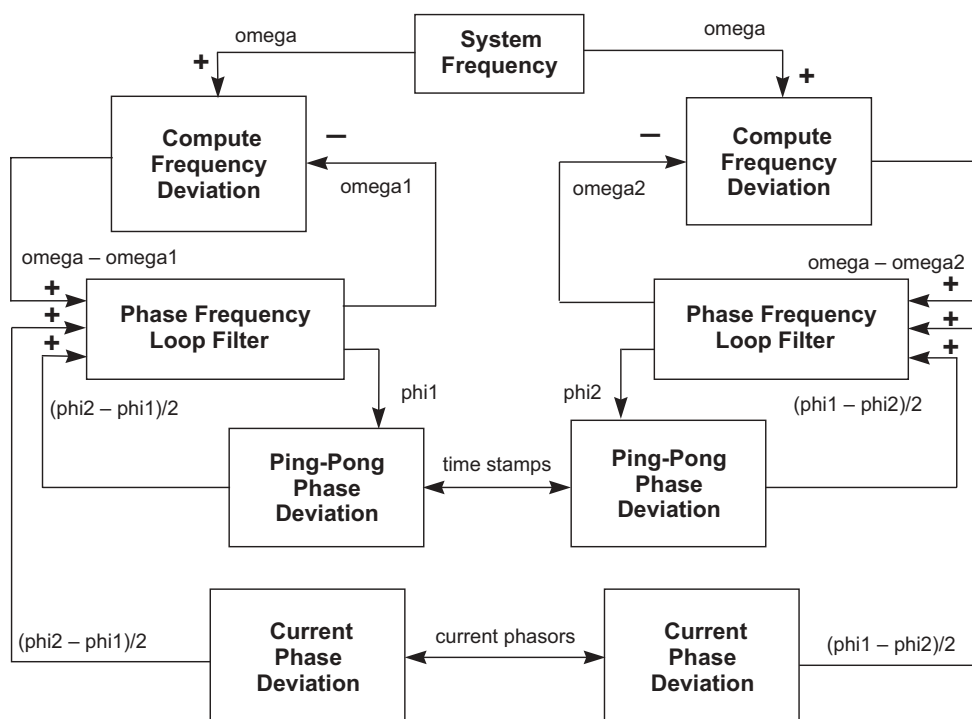 omega
System
Frequency
omega
+
+
Compute
Frequency
Deviation
–
–
Compute
Frequency
Deviation
omega1
omega2
omega – omega1
omega – omega2
+
+
+
Phase Frequency
Loop Filter
Phase Frequency
Loop Filter
+
+
+
(phi2 – phi1)/2
phi1
phi2
(phi1 – phi2)/2
Ping-Pong
Phase
Deviation
time stamps
Ping-Pong
Phase
Deviation
(phi2 – phi1)/2
Current
Phase
Deviation
current phasors
Current
Phase
Deviation
(phi1 – phi2)/2